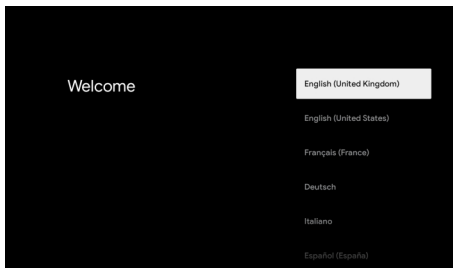 Welcome
English (United Kingdom)
English (United States)
Français (France)
Deutsch
Italiano
Español (España)